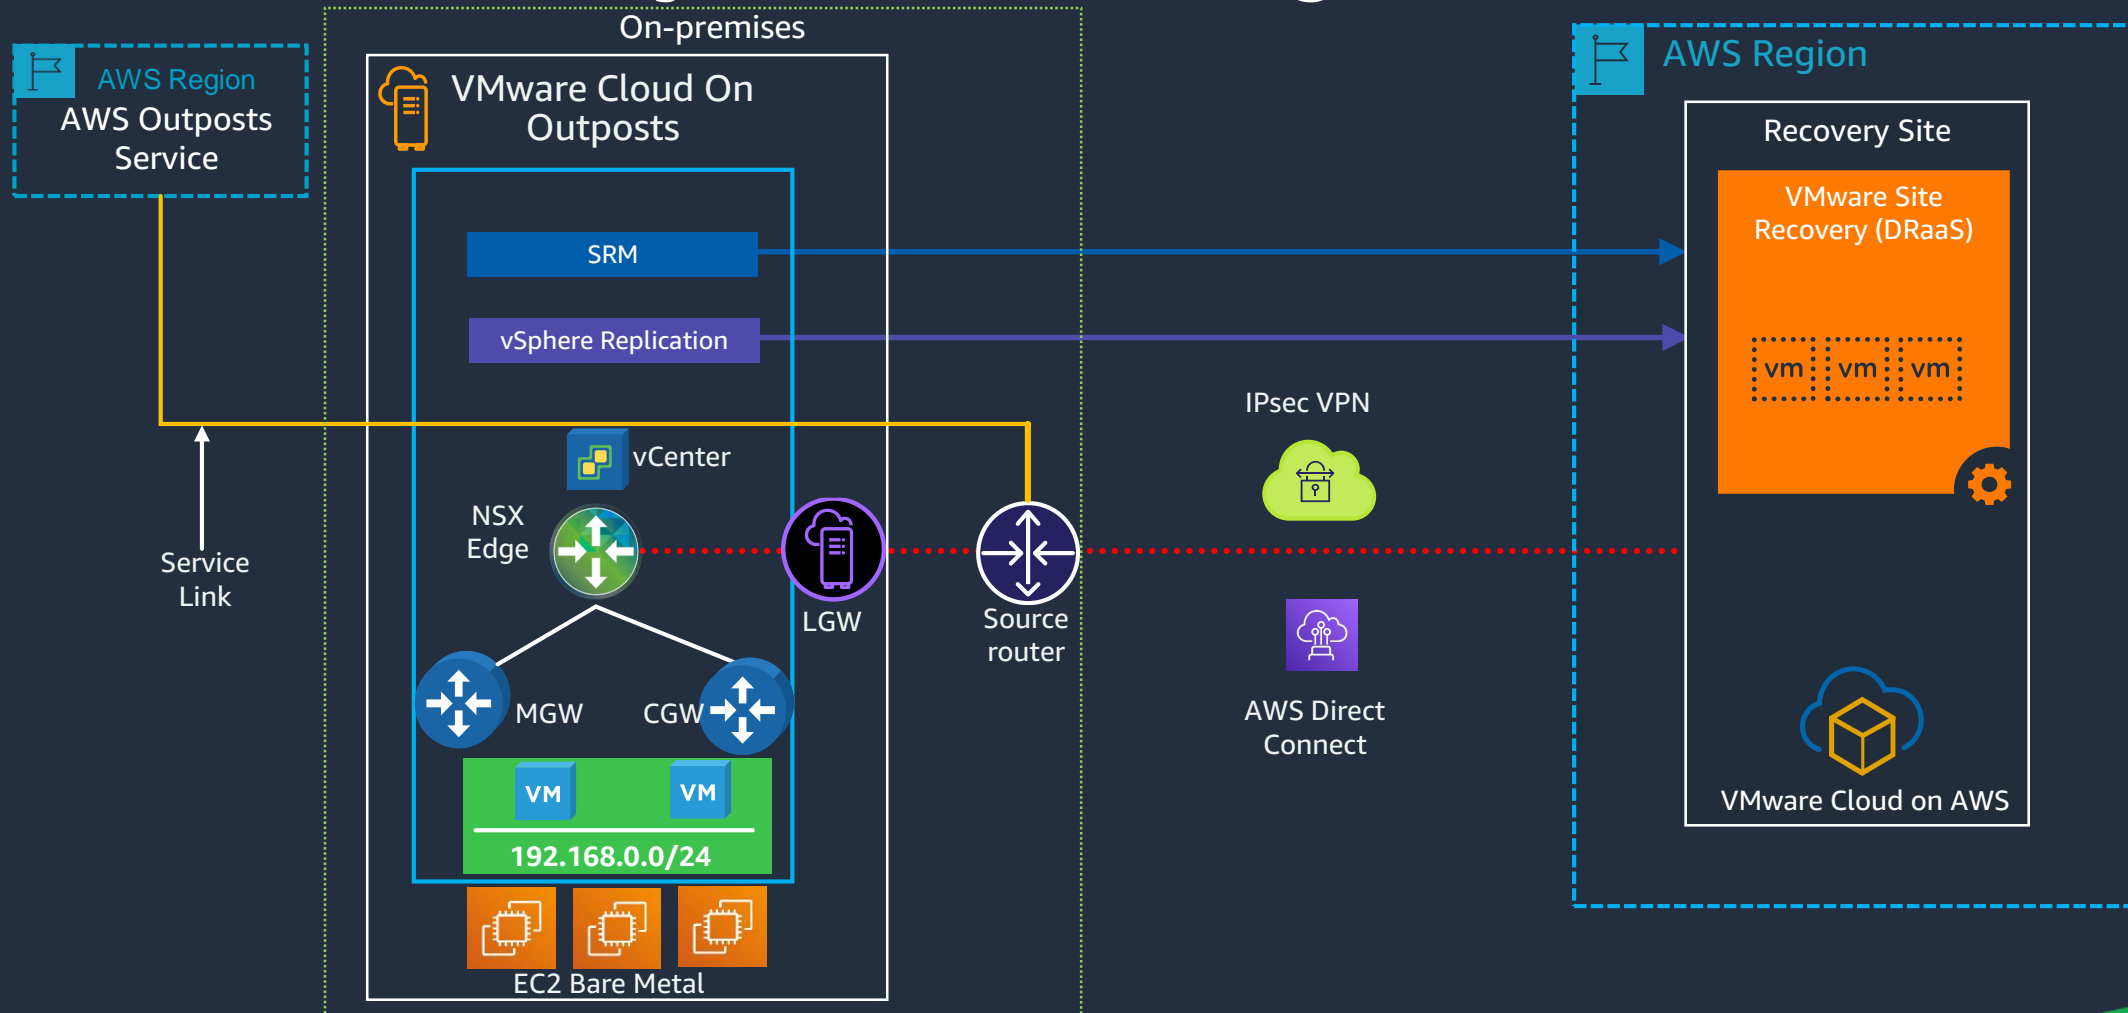 On-premises
AWS Region
AWS Outposts
Service
VMware Cloud On
Outposts
SRM
vSphere Replication
vCenter
NSX
Edge
LGW
Source
router
Service
Link
MGW
CGW
VM
VM
192.168.0.0/24
EC2 Bare Metal
IPsec VPN
AWS Direct
Connect
AWS Region
Recovery Site
VMware Site
Recovery (DRaaS)
vm
vm
vm
VMware Cloud on AWS